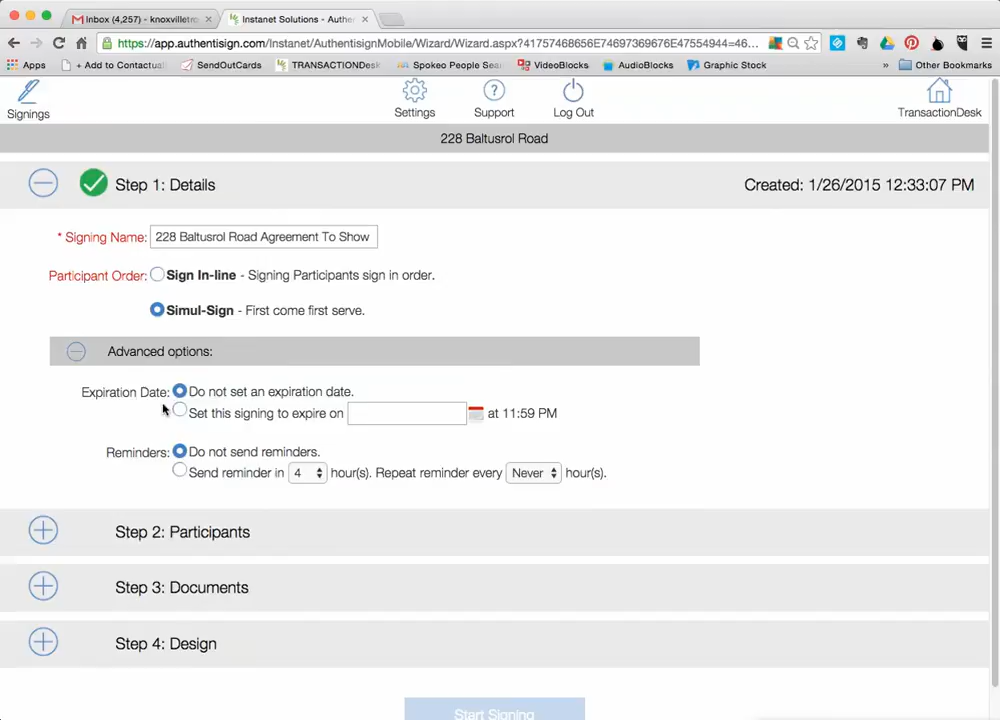 Inbox (4,257) - knoxvilletr
Instanet Solutions - Authe
https://app.authentisign.com/Instanet/AuthentisignMobile/Wizard/Wizard.aspx?41757468656E74697369676E47554944=46...
Apps
+ Add to Contactual
SendOutCards
TRANSACTIONDesk
Spokeo People Sea
VideoBlocks
AudioBlocks
Graphic Stock
»
Other Bookmarks
Signings
Settings
Support
Log Out
TransactionDesk
228 Baltusrol Road
Step 1: Details
Created: 1/26/2015 12:33:07 PM
* Signing Name: 228 Baltusrol Road Agreement To Show
Participant Order: Sign In-line - Signing Participants sign in order.
Simul-Sign - First come first serve.
Advanced options:
Expiration Date: Do not set an expiration date.
Set this signing to expire on at 11:59 PM
Reminders: Do not send reminders.
Send reminder in 4 hour(s). Repeat reminder every Never hour(s).
Step 2: Participants
Step 3: Documents
Step 4: Design
Start Signing